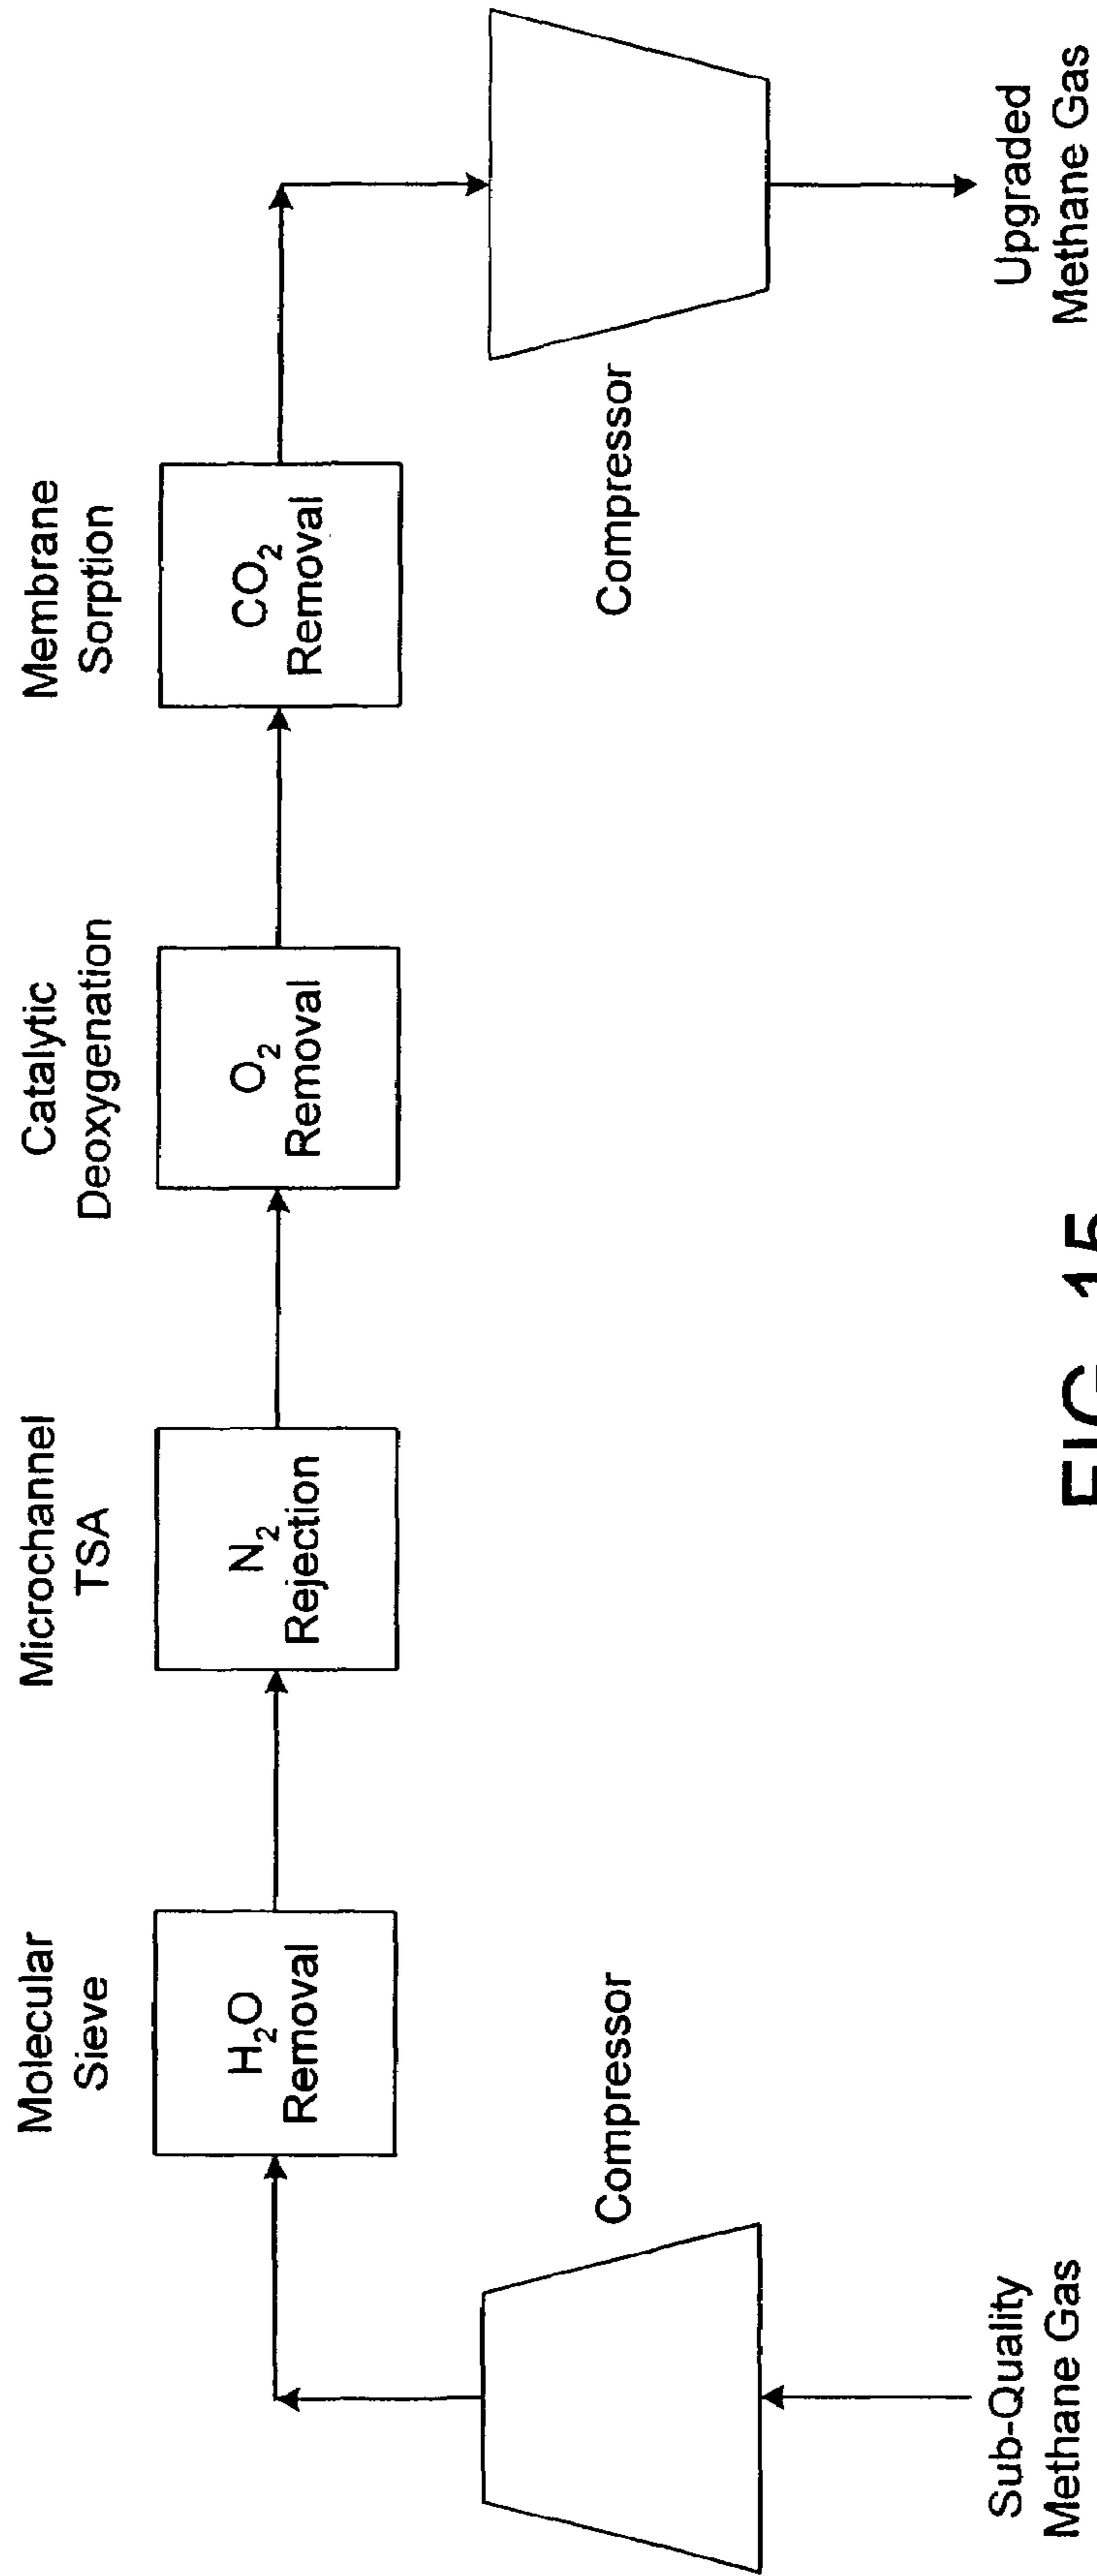 Molecular
Sieve
H₂O
Removal
Microchannel
TSA
N₂
Rejection
Catalytic
Deoxygenation
O₂
Removal
Membrane
Sorption
CO₂
Removal
Compressor
Compressor
Sub-Quality
Methane Gas
Upgraded
Methane Gas
FIG. 15